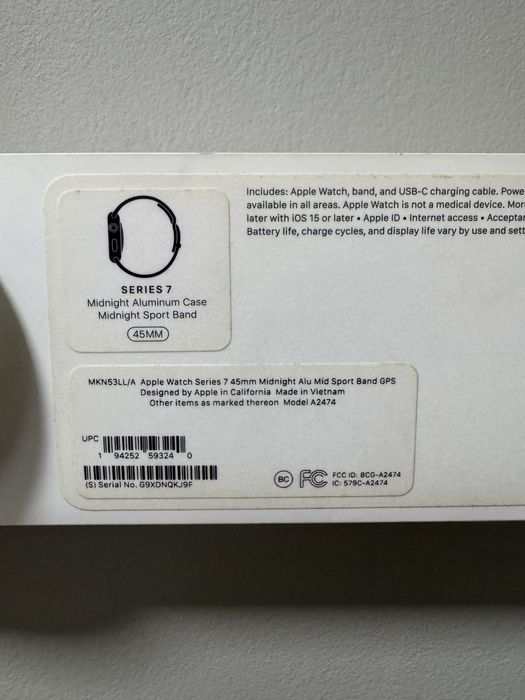 Includes: Apple Watch, band, and USB-C charging cable. Powe
available in all areas. Apple Watch is not a medical device. Mor
later with iOS 15 or later • Apple ID • Internet access • Acceptar
Battery life, charge cycles, and display life vary by use and sett
SERIES 7
Midnight Aluminum Case
Midnight Sport Band
45MM
MKN53LL/A Apple Watch Series 7 45mm Midnight Alu Mid Sport Band GPS
Designed by Apple in California Made in Vietnam
Other items as marked thereon Model A2474
UPC
1 94252 59324 0
(S) Serial No. G9XDNQKJ9F
BC FC FCC ID: BCG-A2474
IC: 579C-A2474